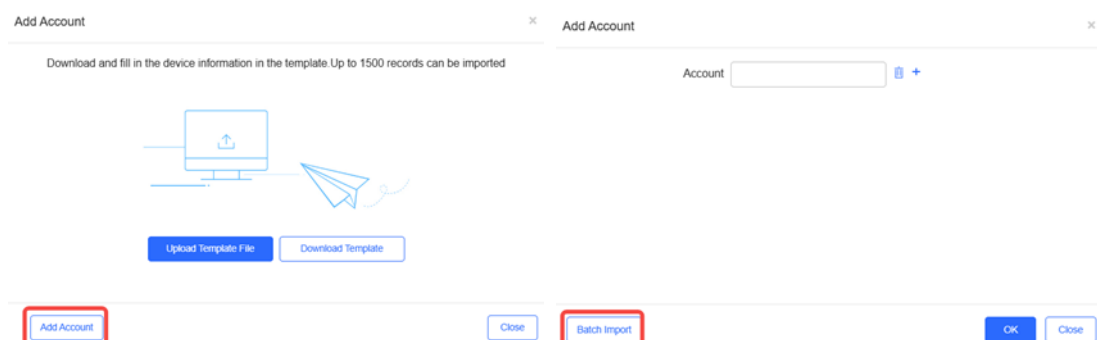 Add Account ×
Download and fill in the device information in the template.Up to 1500 records can be imported
Upload Template File Download Template
Add Account Close
Add Account ×
Account
Batch Import OK Close